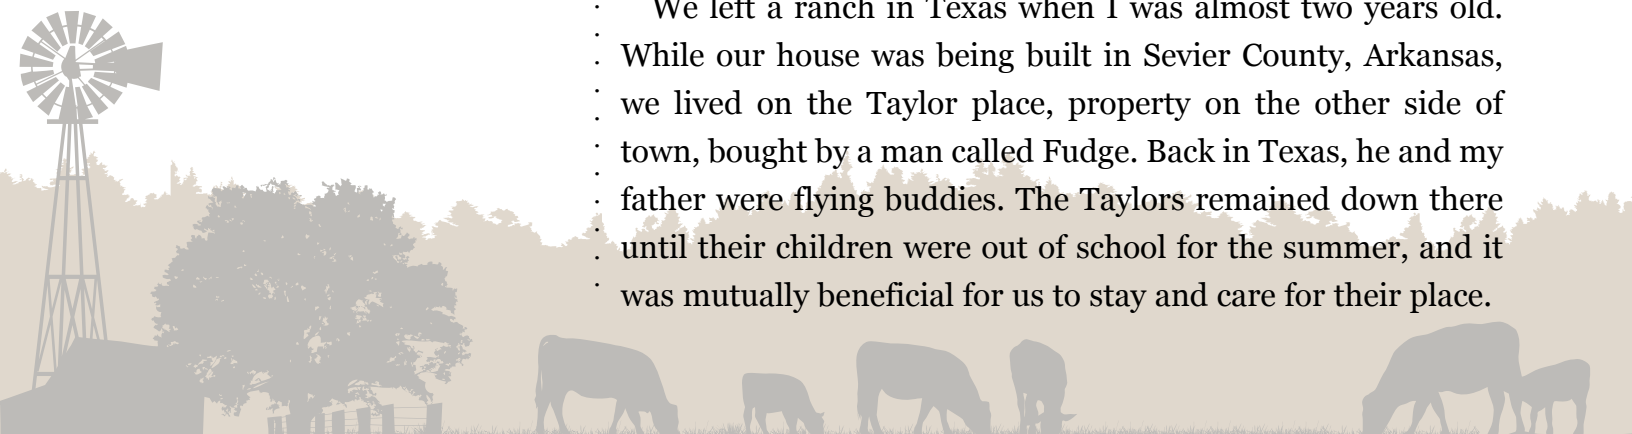 We left a ranch in Texas when I was almost two years old.
While our house was being built in Sevier County, Arkansas,
we lived on the Taylor place, property on the other side of
town, bought by a man called Fudge. Back in Texas, he and my
father were flying buddies. The Taylors remained down there
until their children were out of school for the summer, and it
was mutually beneficial for us to stay and care for their place.